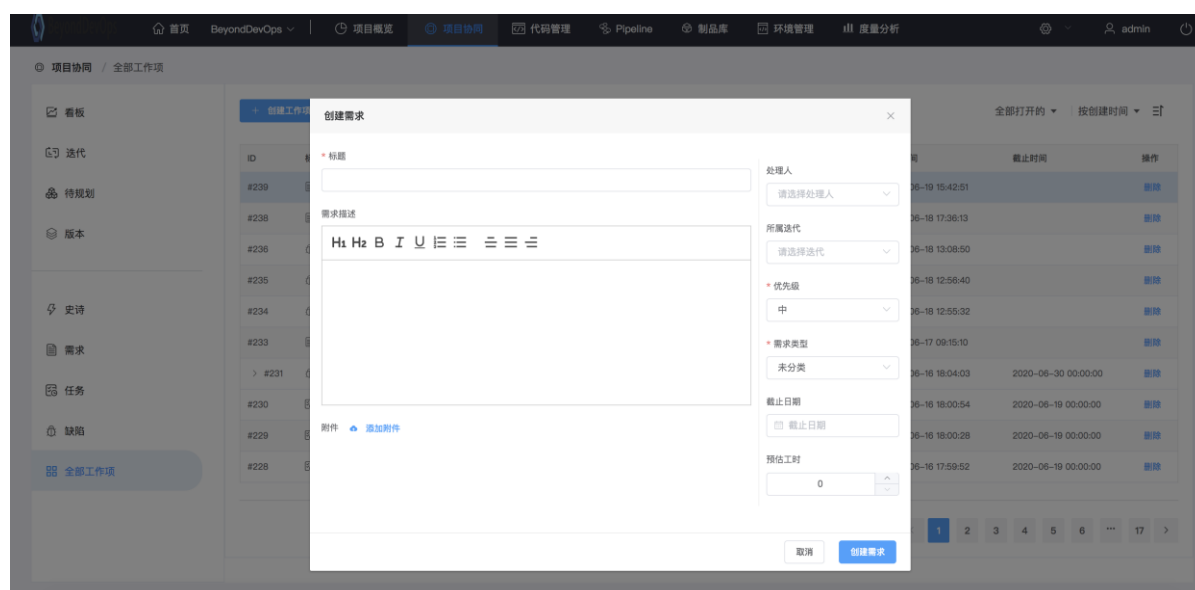 首页 BeyondDevOps 项目概览 项目协同 代码管理 Pipeline 制品库 环境管理 度量分析 admin
项目协同 / 全部工作项
看板
迭代
待规划
版本
史诗
需求
任务
缺陷
全部工作项
+ 创建工作项
全部打开的 按创建时间
ID 截止时间 操作
#239 06-19 15:42:51 删除
#238 06-18 17:36:13 删除
#236 06-18 13:08:50 删除
#235 06-18 12:56:40 删除
#234 06-18 12:55:32 删除
#233 06-17 09:15:10 删除
> #231 06-16 18:04:03 2020-06-30 00:00:00 删除
#230 06-16 18:00:54 2020-06-19 00:00:00 删除
#229 06-16 18:00:28 2020-06-19 00:00:00 删除
#228 06-16 17:59:52 2020-06-19 00:00:00 删除
1 2 3 4 5 6 ··· 17 >
创建需求
* 标题
需求描述
H1 H2 B I U
附件 添加附件
处理人
请选择处理人
所属迭代
请选择迭代
* 优先级
中
* 需求类型
未分类
截止日期
截止日期
预估工时
0
取消 创建需求